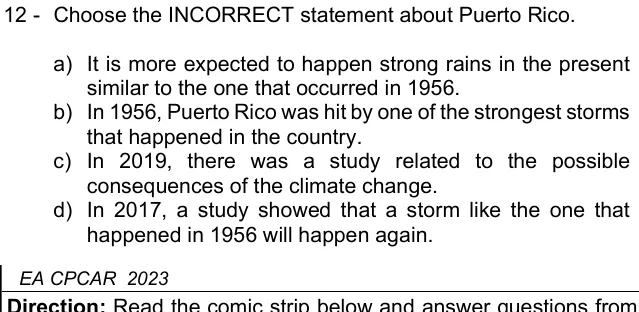 12 - Choose the INCORRECT statement about Puerto Rico.
a) It is more expected to happen strong rains in the present
similar to the one that occurred in 1956.
b) In 1956, Puerto Rico was hit by one of the strongest storms
that happened in the country.
c) In 2019, there was a study related to the possible
consequences of the climate change.
d) In 2017, a study showed that a storm like the one that
happened in 1956 will happen again.
EA CPCAR 2023
Direction: Read the comic strip below and answer questions from